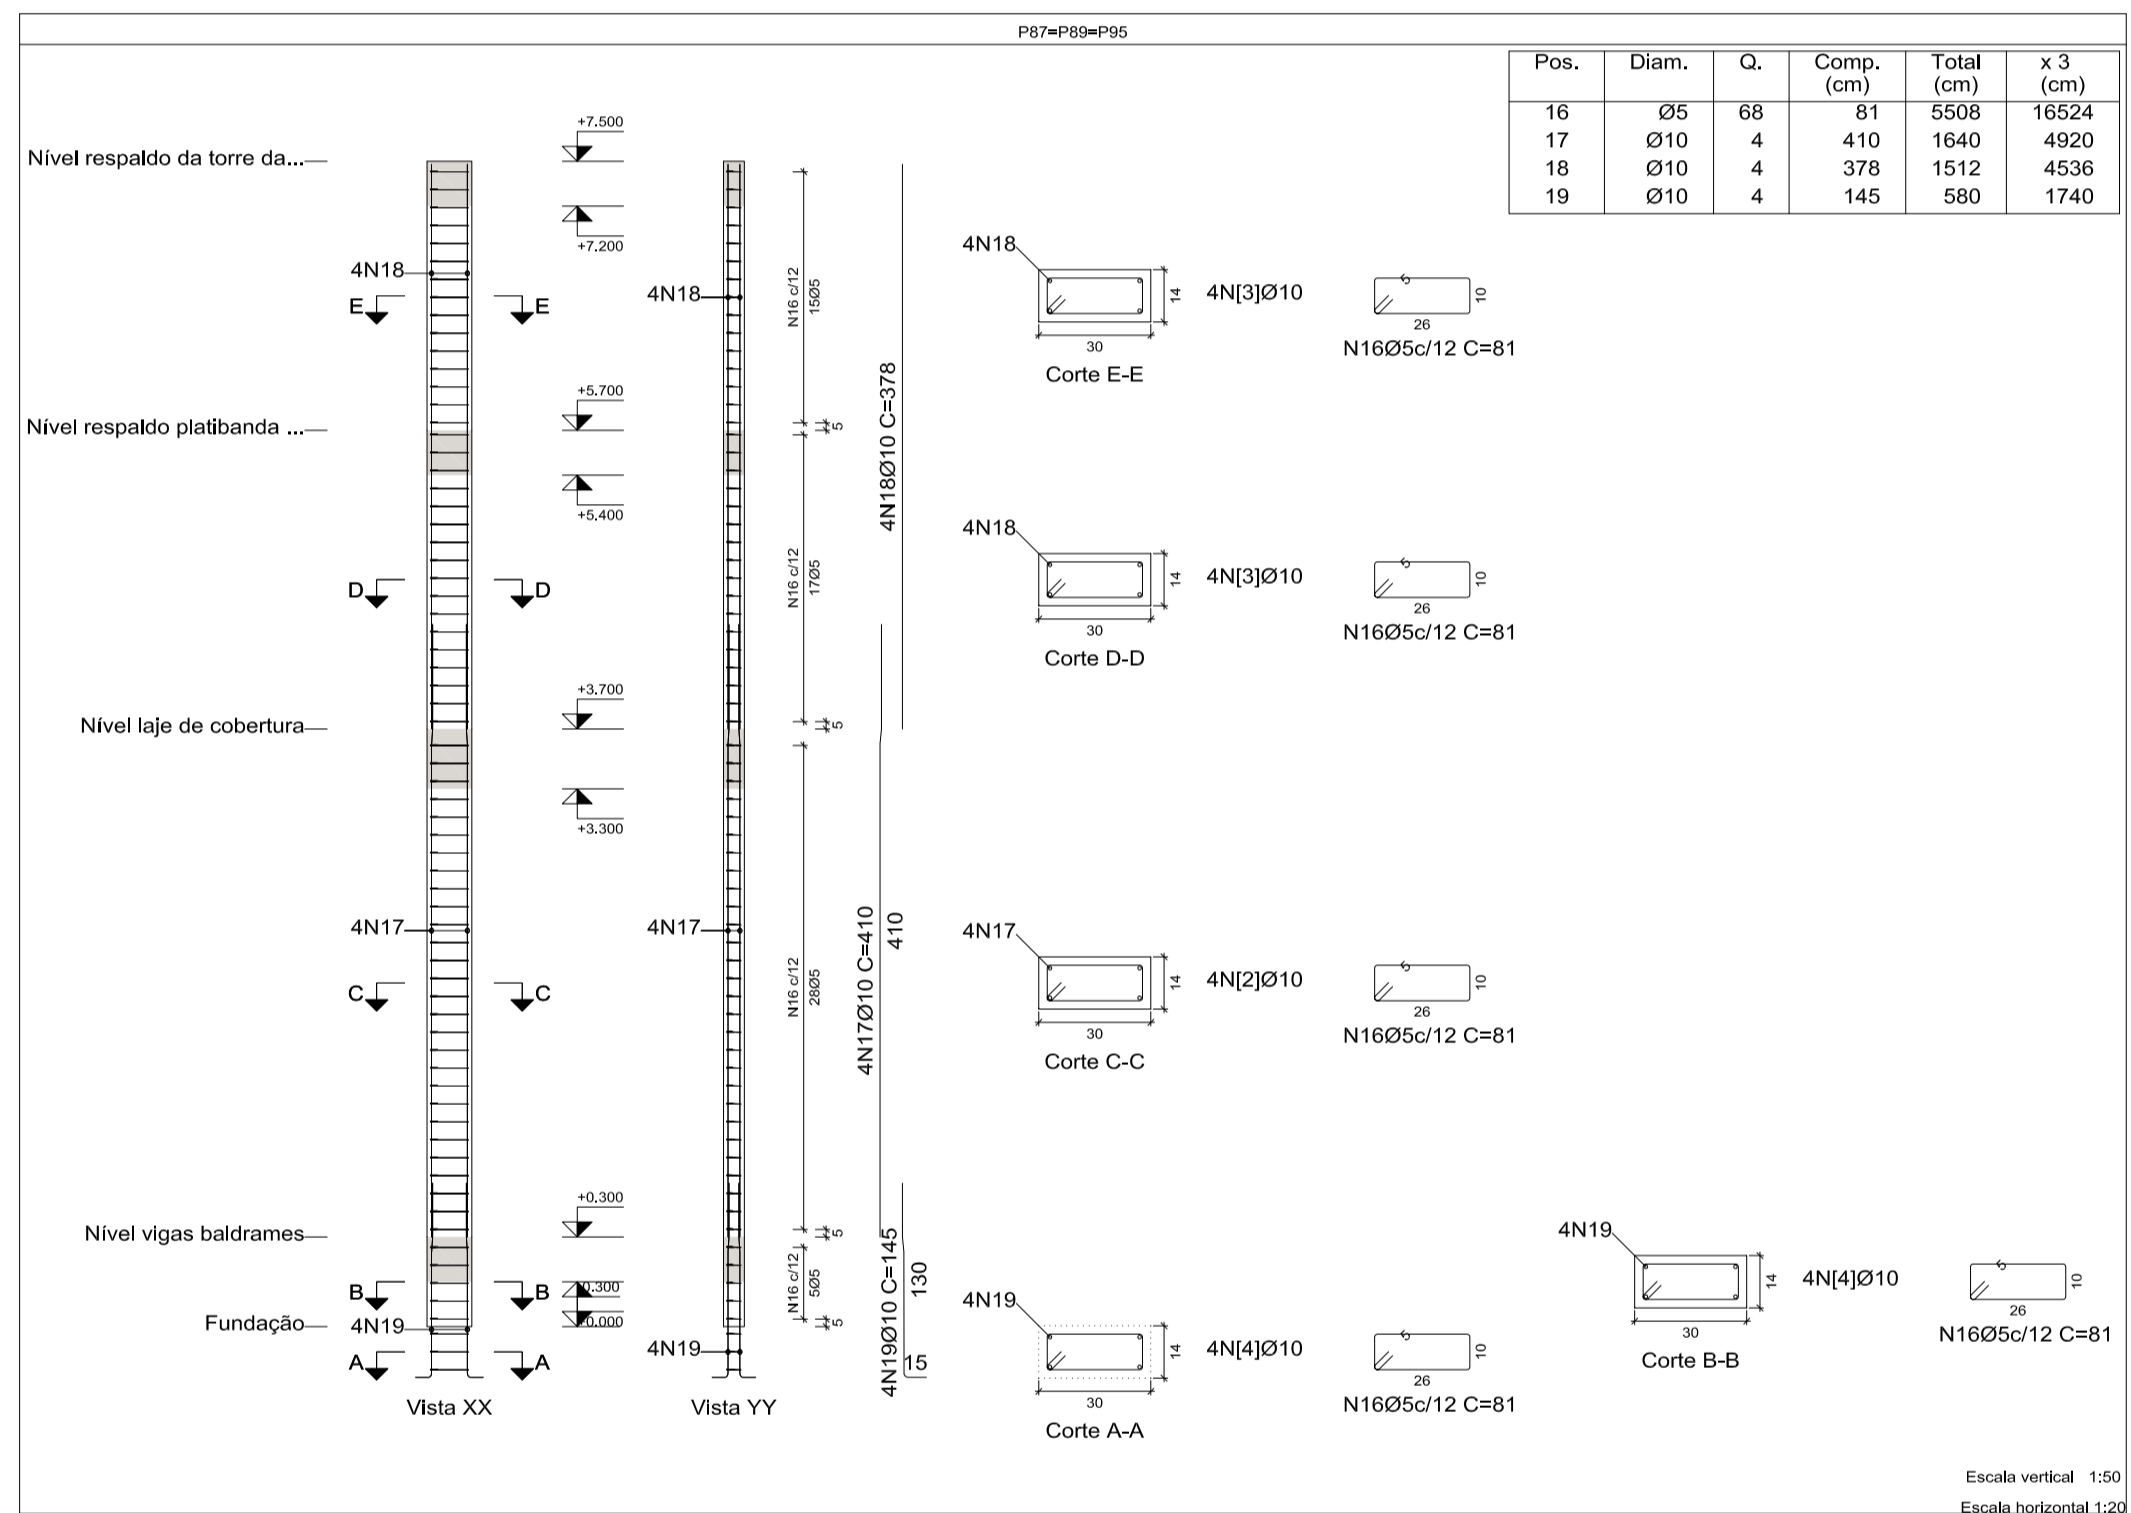 P87=P89=P95
Pos. Diam. Q. Comp. (cm) Total (cm) x 3 (cm)
16 Ø5 68 81 5508 16524
17 Ø10 4 410 1640 4920
18 Ø10 4 378 1512 4536
19 Ø10 4 145 580 1740
Nível respaldo da torre da...
+7.500
+7.200
4N18
E E
4N18
N16 c/12
15Ø5
5
4N18Ø10 C=378
4N18
4N[3]Ø10
14
30
Corte E-E
5
10
26
N16Ø5c/12 C=81
Nível respaldo platibanda ...
+5.700
+5.400
D D
N16 c/12
17Ø5
5
4N18
4N[3]Ø10
14
30
Corte D-D
5
10
26
N16Ø5c/12 C=81
Nível laje de cobertura
+3.700
+3.300
4N17
4N17
C C
N16 c/12
28Ø5
5
4N17Ø10 C=410
410
4N17
4N[2]Ø10
14
30
Corte C-C
5
10
26
N16Ø5c/12 C=81
Nível vigas baldrames
+0.300
B B
0.300
N16 c/12
5Ø5
5
4N19Ø10 C=145
130
15
Fundação
+0.000
4N19
4N19
A A
Vista XX
Vista YY
4N19
4N[4]Ø10
14
30
Corte A-A
5
10
26
N16Ø5c/12 C=81
4N19
4N[4]Ø10
14
30
Corte B-B
5
10
26
N16Ø5c/12 C=81
Escala vertical 1:50
Escala horizontal 1:20